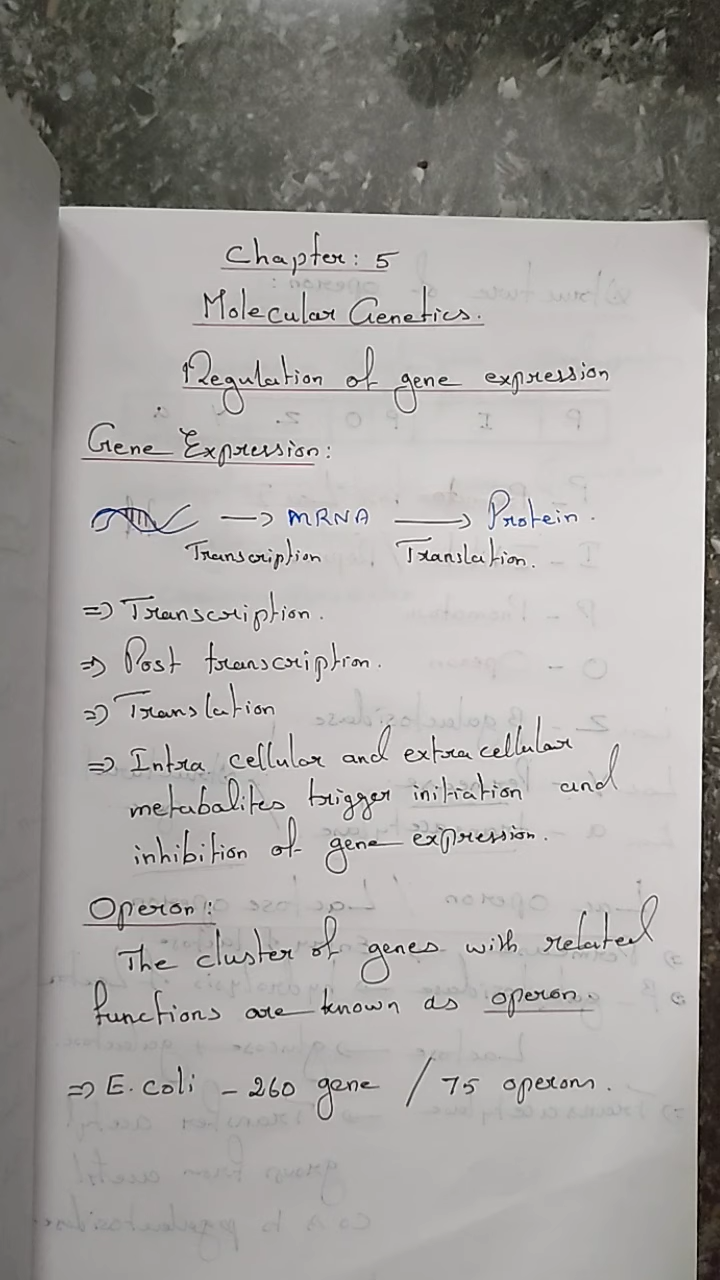 Chapter: 5
Molecular Genetics.
Regulation of gene expression
Gene Expression:
→ mRNA → Protein.
Transcription Translation.
⇒ Transcription.
⇒ Post transcription.
⇒ Translation
⇒ Intra cellular and extra cellular
metabalites trigger initiation and
inhibition of gene expression.
Operon:
The cluster of genes with related
functions are known as operon.
⇒ E. coli - 260 gene / 75 operons.